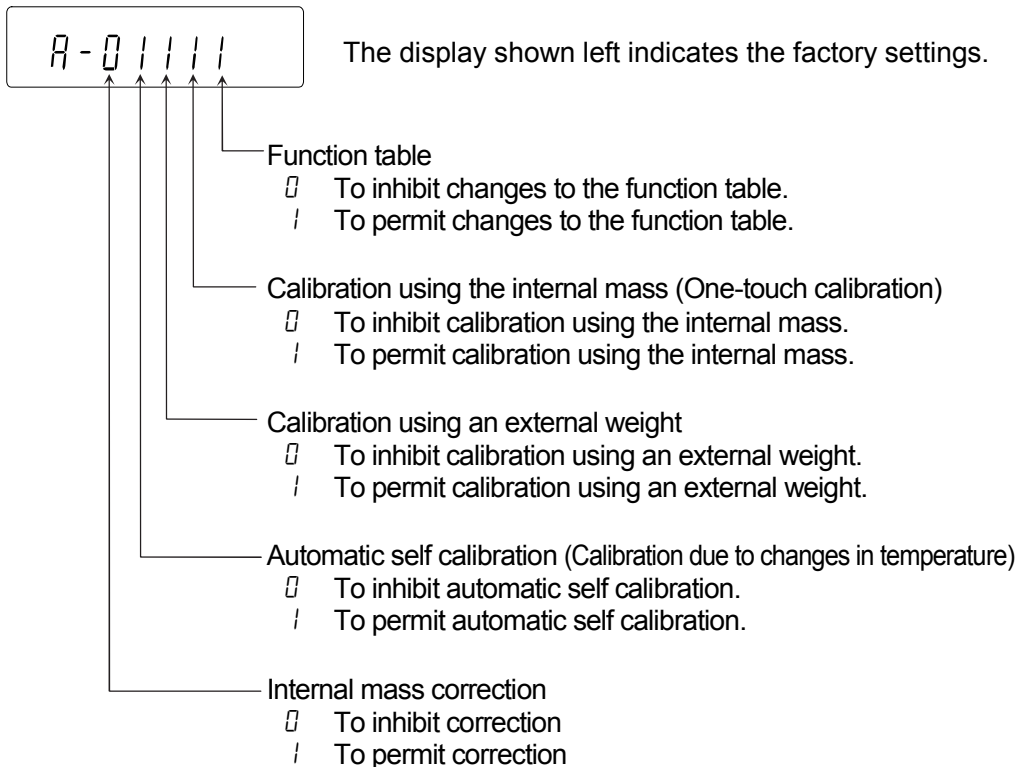 A-01111
The display shown left indicates the factory settings.
Function table
0 To inhibit changes to the function table.
1 To permit changes to the function table.
Calibration using the internal mass (One-touch calibration)
0 To inhibit calibration using the internal mass.
1 To permit calibration using the internal mass.
Calibration using an external weight
0 To inhibit calibration using an external weight.
1 To permit calibration using an external weight.
Automatic self calibration (Calibration due to changes in temperature)
0 To inhibit automatic self calibration.
1 To permit automatic self calibration.
Internal mass correction
0 To inhibit correction
1 To permit correction